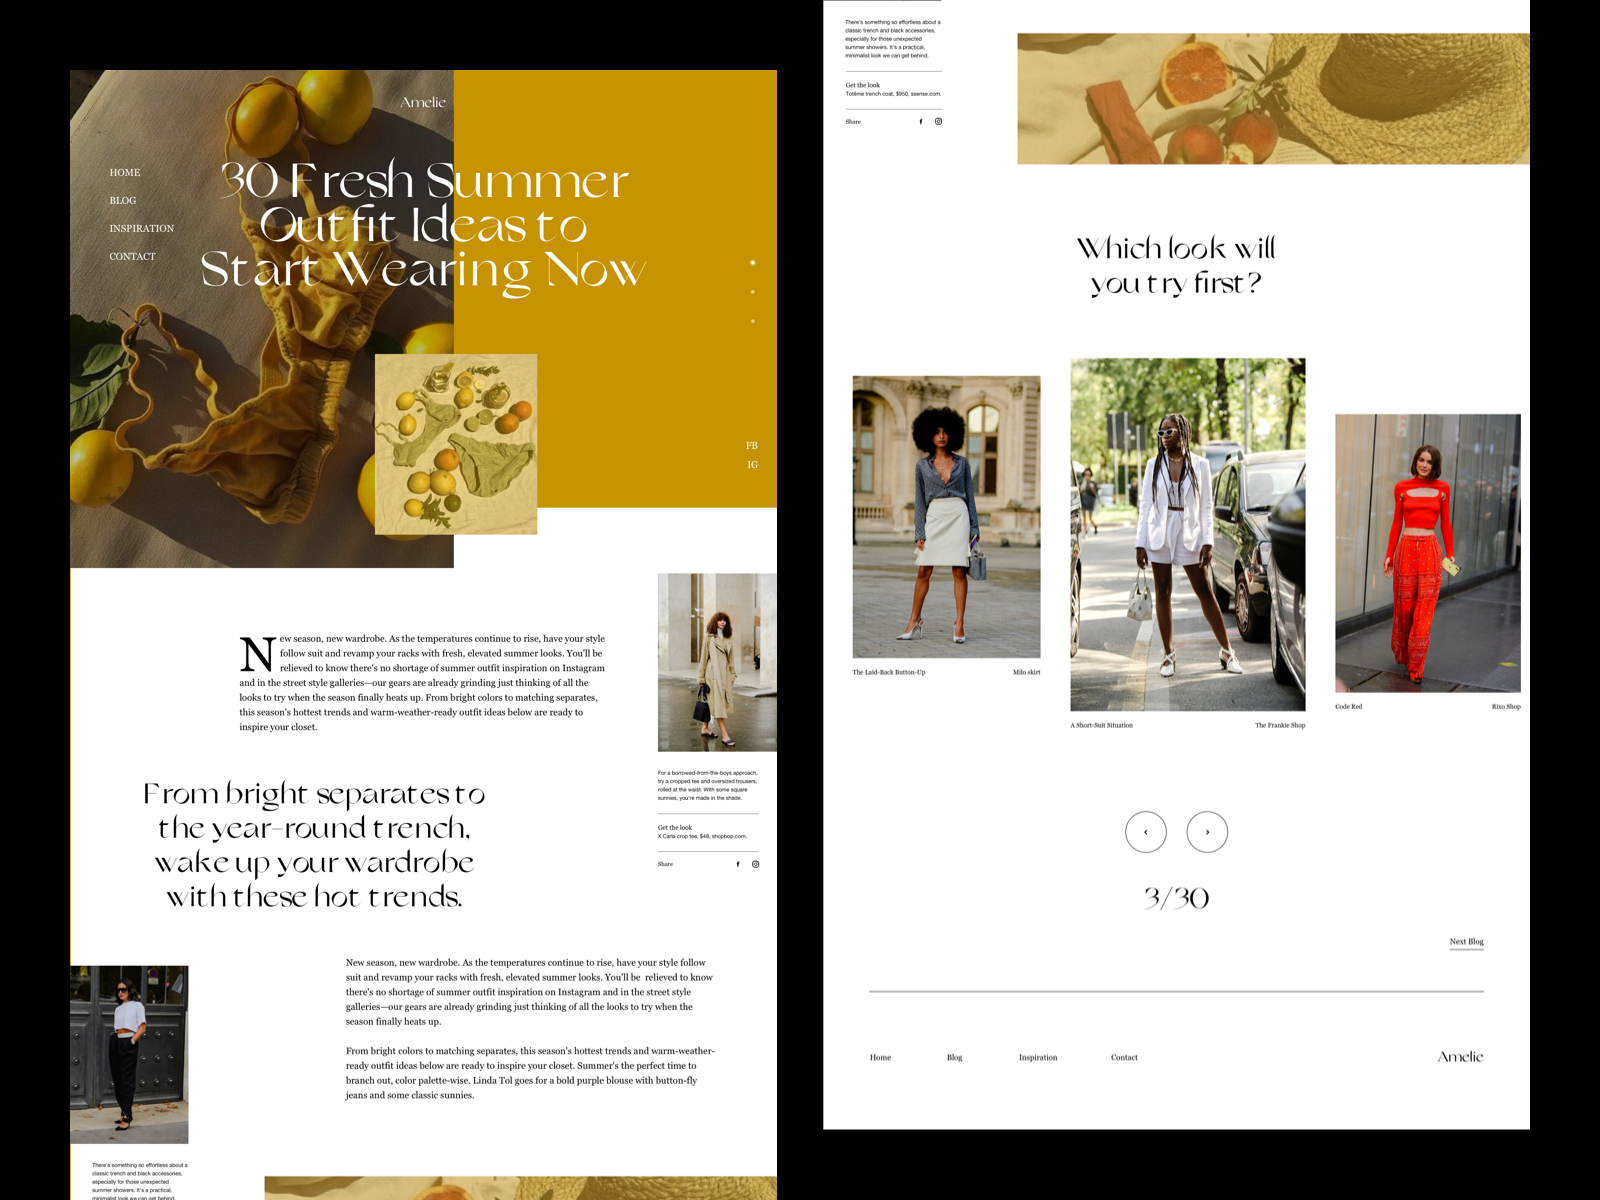 Amelie
HOME
BLOG
INSPIRATION
CONTACT
30 Fresh Summer
Outfit Ideas to
Start Wearing Now
FB
IG
New season, new wardrobe. As the temperatures continue to rise, have your style
follow suit and revamp your racks with fresh, elevated summer looks. You'll be
relieved to know there's no shortage of summer outfit inspiration on Instagram
and in the street style galleries—our gears are already grinding just thinking of all the
looks to try when the season finally heats up. From bright colors to matching separates,
this season's hottest trends and warm-weather-ready outfit ideas below are ready to
inspire your closet.
For a borrowed-from-the-boys approach,
try a cropped tee and oversized trousers,
rolled at the waist. With some square
sunnies, you're made in the shade.
Get the look
X Carla crop tee, $48, shopbop.com.
Share
From bright separates to
the year-round trench,
wake up your wardrobe
with these hot trends.
New season, new wardrobe. As the temperatures continue to rise, have your style follow
suit and revamp your racks with fresh, elevated summer looks. You'll be relieved to know
there's no shortage of summer outfit inspiration on Instagram and in the street style
galleries—our gears are already grinding just thinking of all the looks to try when the
season finally heats up.
From bright colors to matching separates, this season's hottest trends and warm-weather-
ready outfit ideas below are ready to inspire your closet. Summer's the perfect time to
branch out, color palette-wise. Linda Tol goes for a bold purple blouse with button-fly
jeans and some classic sunnies.
There's something so effortless about a
classic trench and black accessories,
especially for those unexpected
summer showers. It's a practical,
minimalist look we can get behind.
There's something so effortless about a
classic trench and black accessories,
especially for those unexpected
summer showers. It's a practical,
minimalist look we can get behind.
Get the look
Totême trench coat, $950, ssense.com.
Share
Which look will
you try first?
The Laid-Back Button-Up
Milo skirt
A Short-Suit Situation
The Frankie Shop
Code Red
Rixo Shop
3/30
Next Blog
Home
Blog
Inspiration
Contact
Amelie